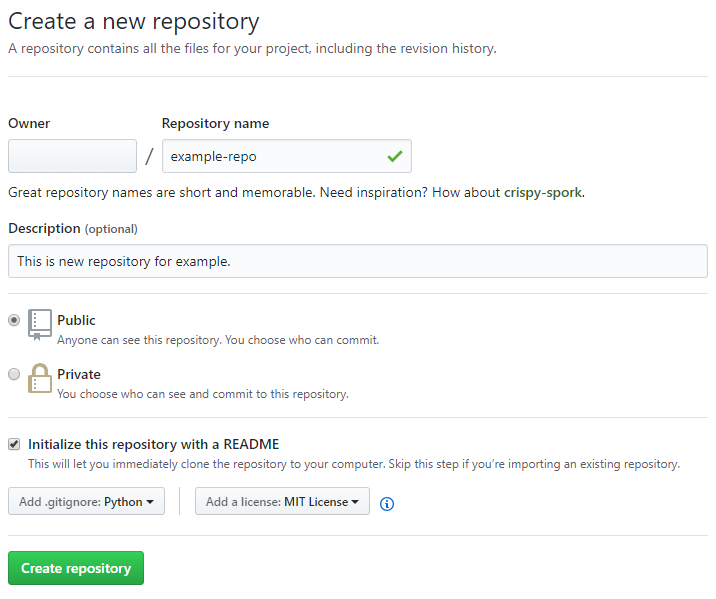 Create a new repository
A repository contains all the files for your project, including the revision history.
Owner
Repository name
/
example-repo
Great repository names are short and memorable. Need inspiration? How about crispy-spork.
Description (optional)
This is new repository for example.
Public
Anyone can see this repository. You choose who can commit.
Private
You choose who can see and commit to this repository.
Initialize this repository with a README
This will let you immediately clone the repository to your computer. Skip this step if you're importing an existing repository.
Add .gitignore: Python
Add a license: MIT License
Create repository